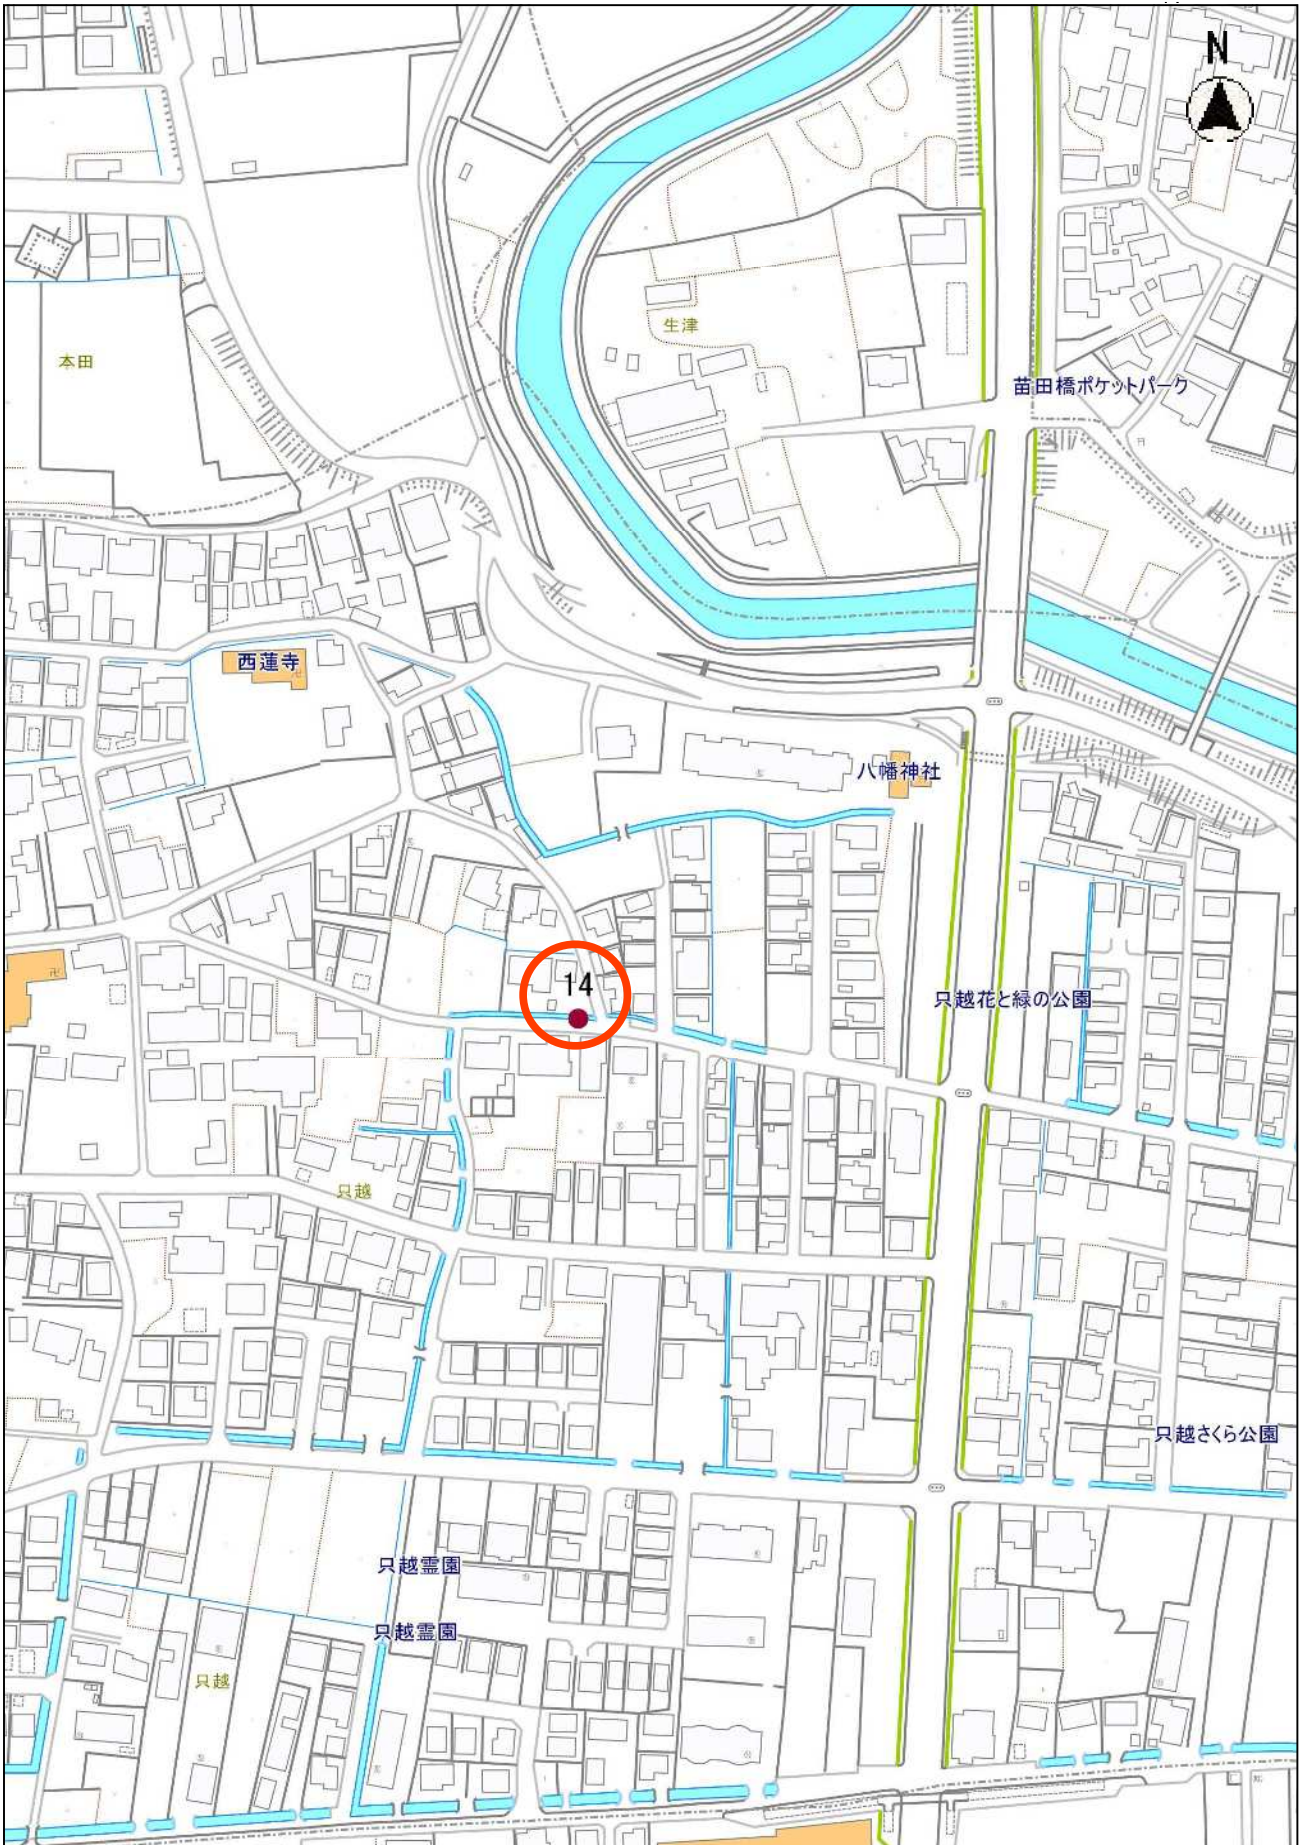 N
本田
生津
苗田橋ポケットパーク
西蓮寺
八幡神社
14
只越花と緑の公園
只越
只越さくら公園
只越霊園
只越霊園
只越